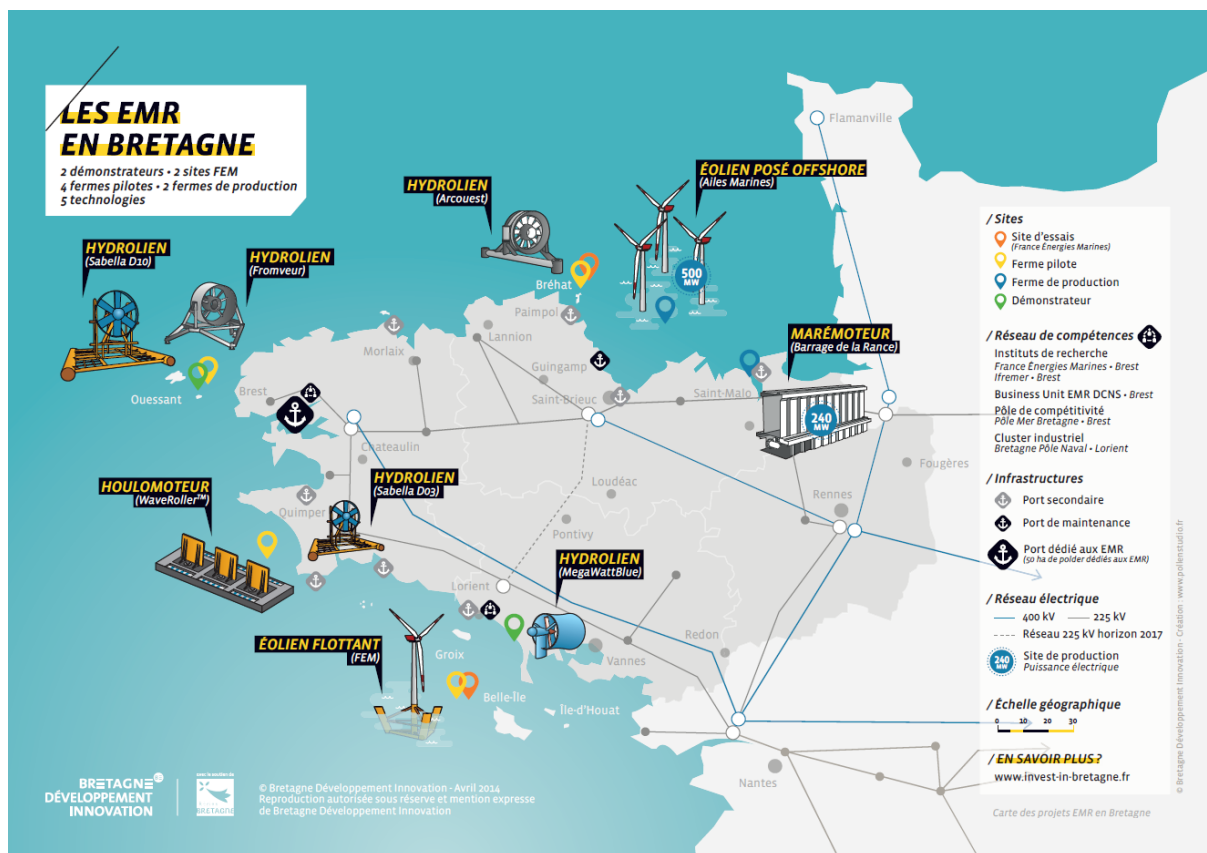 LES EMR
EN BRETAGNE
2 démonstrateurs • 2 sites FEM
4 fermes pilotes • 2 fermes de production
5 technologies
Flamanville
ÉOLIEN POSÉ OFFSHORE
(Ailes Marines)
500
MW
HYDROLIEN
(Arcouest)
HYDROLIEN
(Sabella D10)
HYDROLIEN
(Fromveur)
Bréhat
Paimpol
Lannion
Morlaix
Guingamp
Saint-Brieuc
Saint-Malo
MARÉMOTEUR
(Barrage de la Rance)
240
MW
Ouessant
Brest
Chateaulin
Fougères
Loudéac
Rennes
HOULOMOTEUR
(WaveRoller™)
Quimper
HYDROLIEN
(Sabella D03)
Pontivy
HYDROLIEN
(MegaWattBlue)
Lorient
Redon
Vannes
ÉOLIEN FLOTTANT
(FEM)
Groix
Belle-Île
Île-d'Houat
Nantes
/ Sites
Site d'essais
(France Énergies Marines)
Ferme pilote
Ferme de production
Démonstrateur
/ Réseau de compétences
Instituts de recherche
France Énergies Marines • Brest
Ifremer • Brest
Business Unit EMR DCNS • Brest
Pôle de compétitivité
Pôle Mer Bretagne • Brest
Cluster industriel
Bretagne Pôle Naval • Lorient
/ Infrastructures
Port secondaire
Port de maintenance
Port dédié aux EMR
(50 ha de polder dédiés aux EMR)
/ Réseau électrique
400 kV
225 kV
Réseau 225 kV horizon 2017
240
MW
Site de production
Puissance électrique
/ Échelle géographique
0 10 20 30
/ EN SAVOIR PLUS ?
www.invest-in-bretagne.fr
Carte des projets EMR en Bretagne
© Bretagne Développement Innovation - Création : www.pollenstudio.fr
BRETAGNE
DÉVELOPPEMENT
INNOVATION
BRETAGNE
© Bretagne Développement Innovation - Avril 2014
Reproduction autorisée sous réserve et mention expresse
de Bretagne Développement Innovation